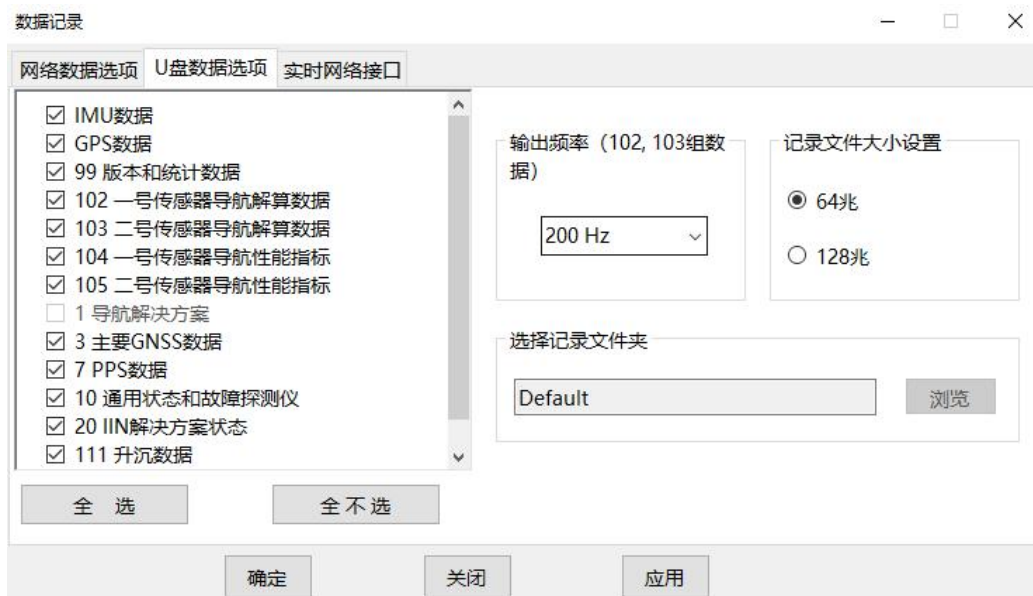 数据记录
网络数据选项 U盘数据选项 实时网络接口
IMU数据
GPS数据
99 版本和统计数据
102 一号传感器导航解算数据
103 二号传感器导航解算数据
104 一号传感器导航性能指标
105 二号传感器导航性能指标
1 导航解决方案
3 主要GNSS数据
7 PPS数据
10 通用状态和故障探测仪
20 IIN解决方案状态
111 升沉数据
全 选 全不选
输出频率（102, 103组数
据）
200 Hz
记录文件大小设置
64兆
128兆
选择记录文件夹
Default 浏览
确定 关闭 应用